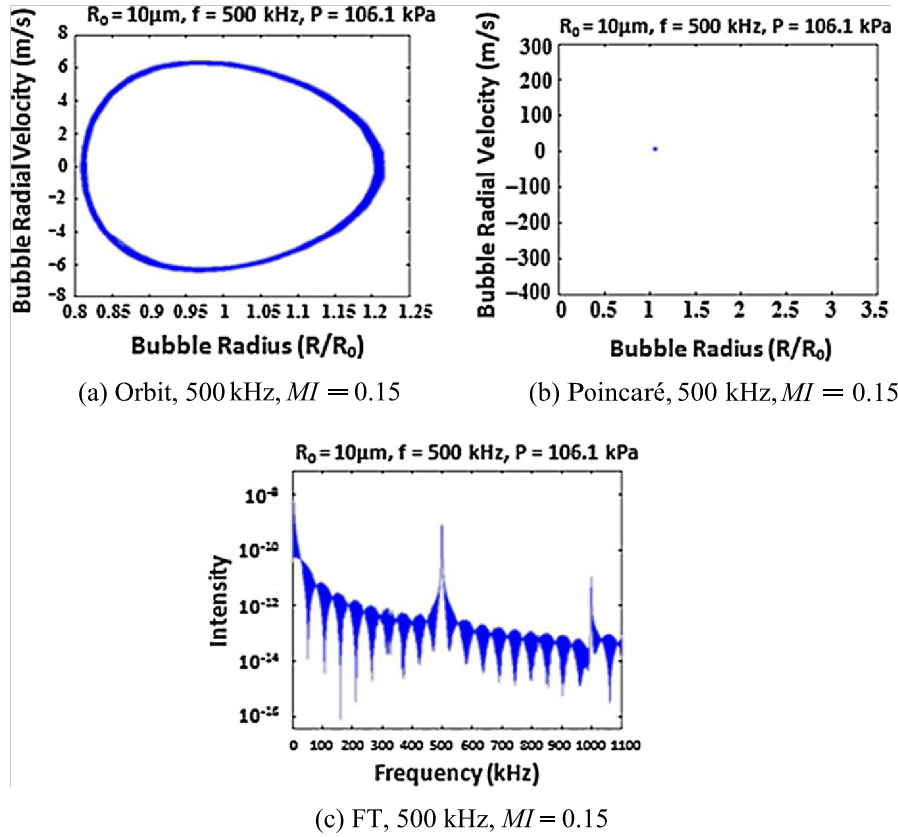 R₀ = 10μm, f = 500 kHz, P = 106.1 kPa
Bubble Radial Velocity (m/s)
8
6
4
2
0
−2
−4
−6
−8
0.8 0.85 0.9 0.95 1 1.05 1.1 1.15 1.2 1.25
Bubble Radius (R/R₀)
(a) Orbit, 500 kHz, MI = 0.15
R₀ = 10μm, f = 500 kHz, P = 106.1 kPa
Bubble Radial Velocity (m/s)
300
200
100
0
−100
−200
−300
−400
0 0.5 1 1.5 2 2.5 3 3.5
Bubble Radius (R/R₀)
(b) Poincaré, 500 kHz, MI = 0.15
R₀ = 10μm, f = 500 kHz, P = 106.1 kPa
Intensity
10⁻⁸
10⁻¹⁰
10⁻¹²
10⁻¹⁴
10⁻¹⁶
0 100 200 300 400 500 600 700 800 900 1000 1100
Frequency (kHz)
(c) FT, 500 kHz, MI = 0.15